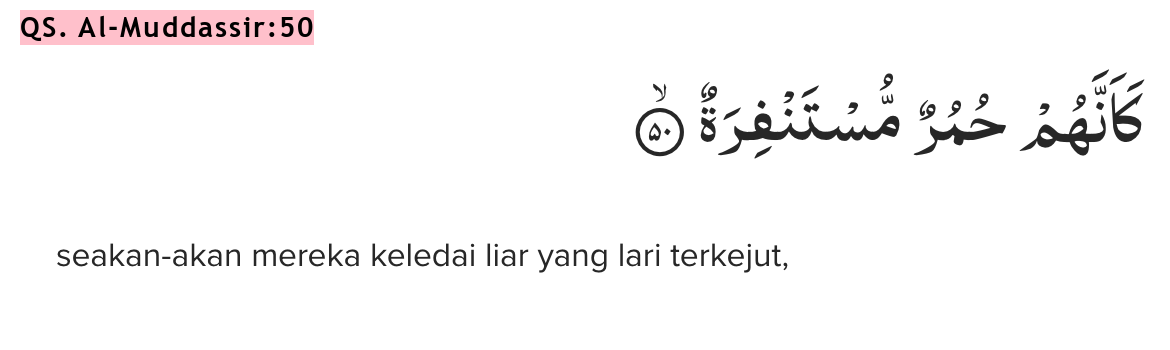 QS. Al-Muddassir:50
كَاَنَّهُمْ حُمُرٌ مُّسْتَنْفِرَةٌۙ ۝٥٠
seakan-akan mereka keledai liar yang lari terkejut,